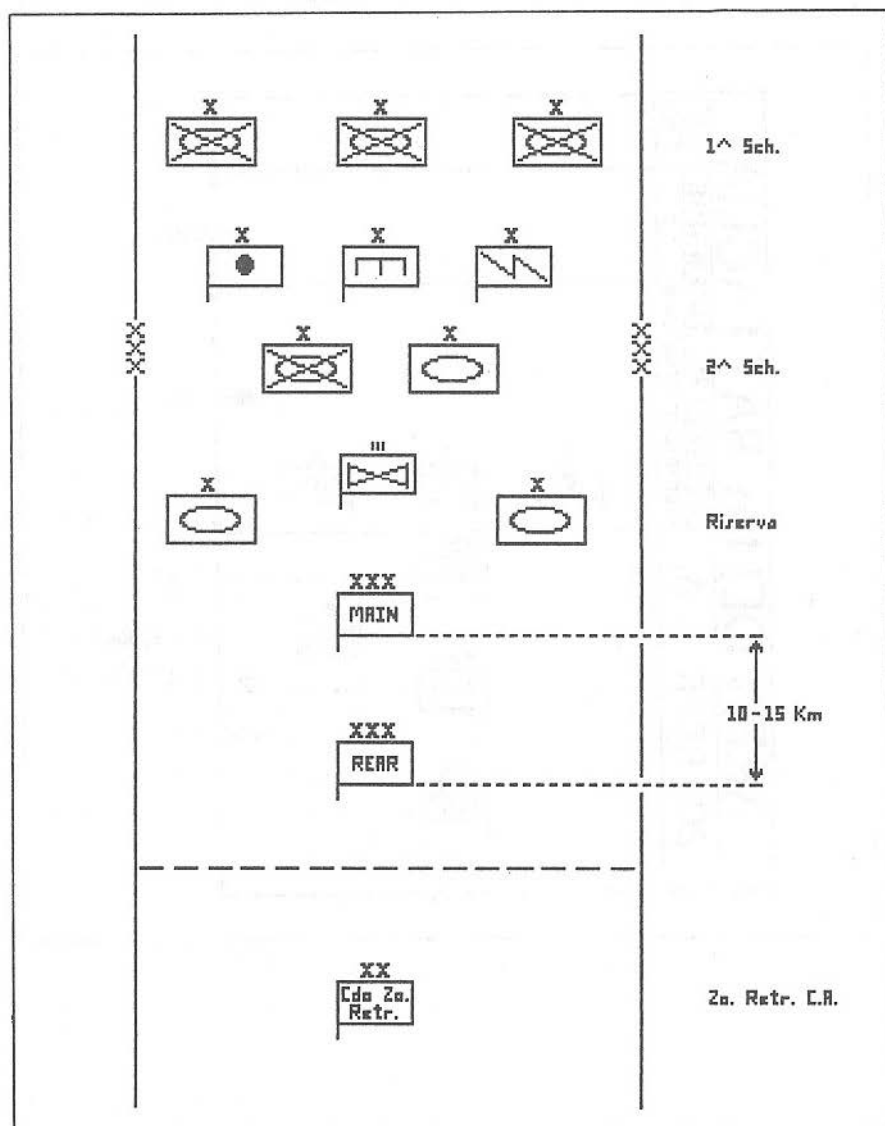 X X X
1^ Sch.
X X X
X X
XXX XXX
2^ Sch.
III
X X
Riserva
XXX
MAIN
10-15 Km
XXX
REAR
XX
Cdo Zo.
Retr.
Zo. Retr. C.A.